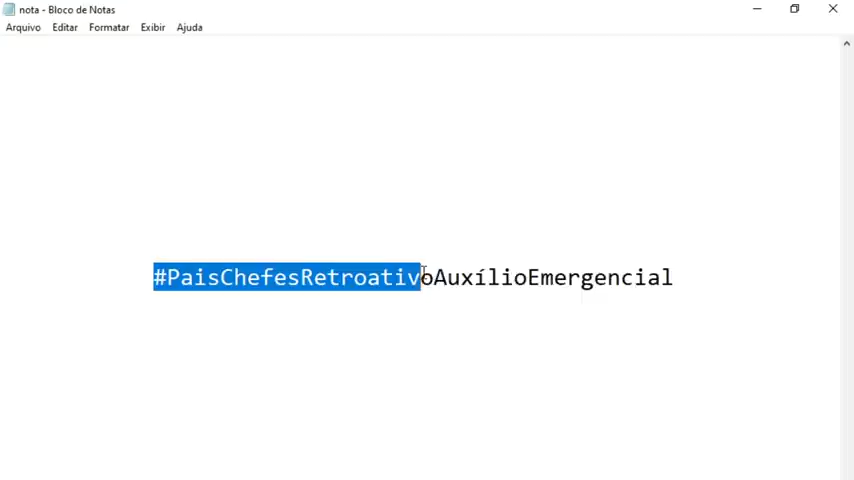 nota - Bloco de Notas
Arquivo Editar Formatar Exibir Ajuda
#PaisChefesRetroativoAuxílioEmergencial